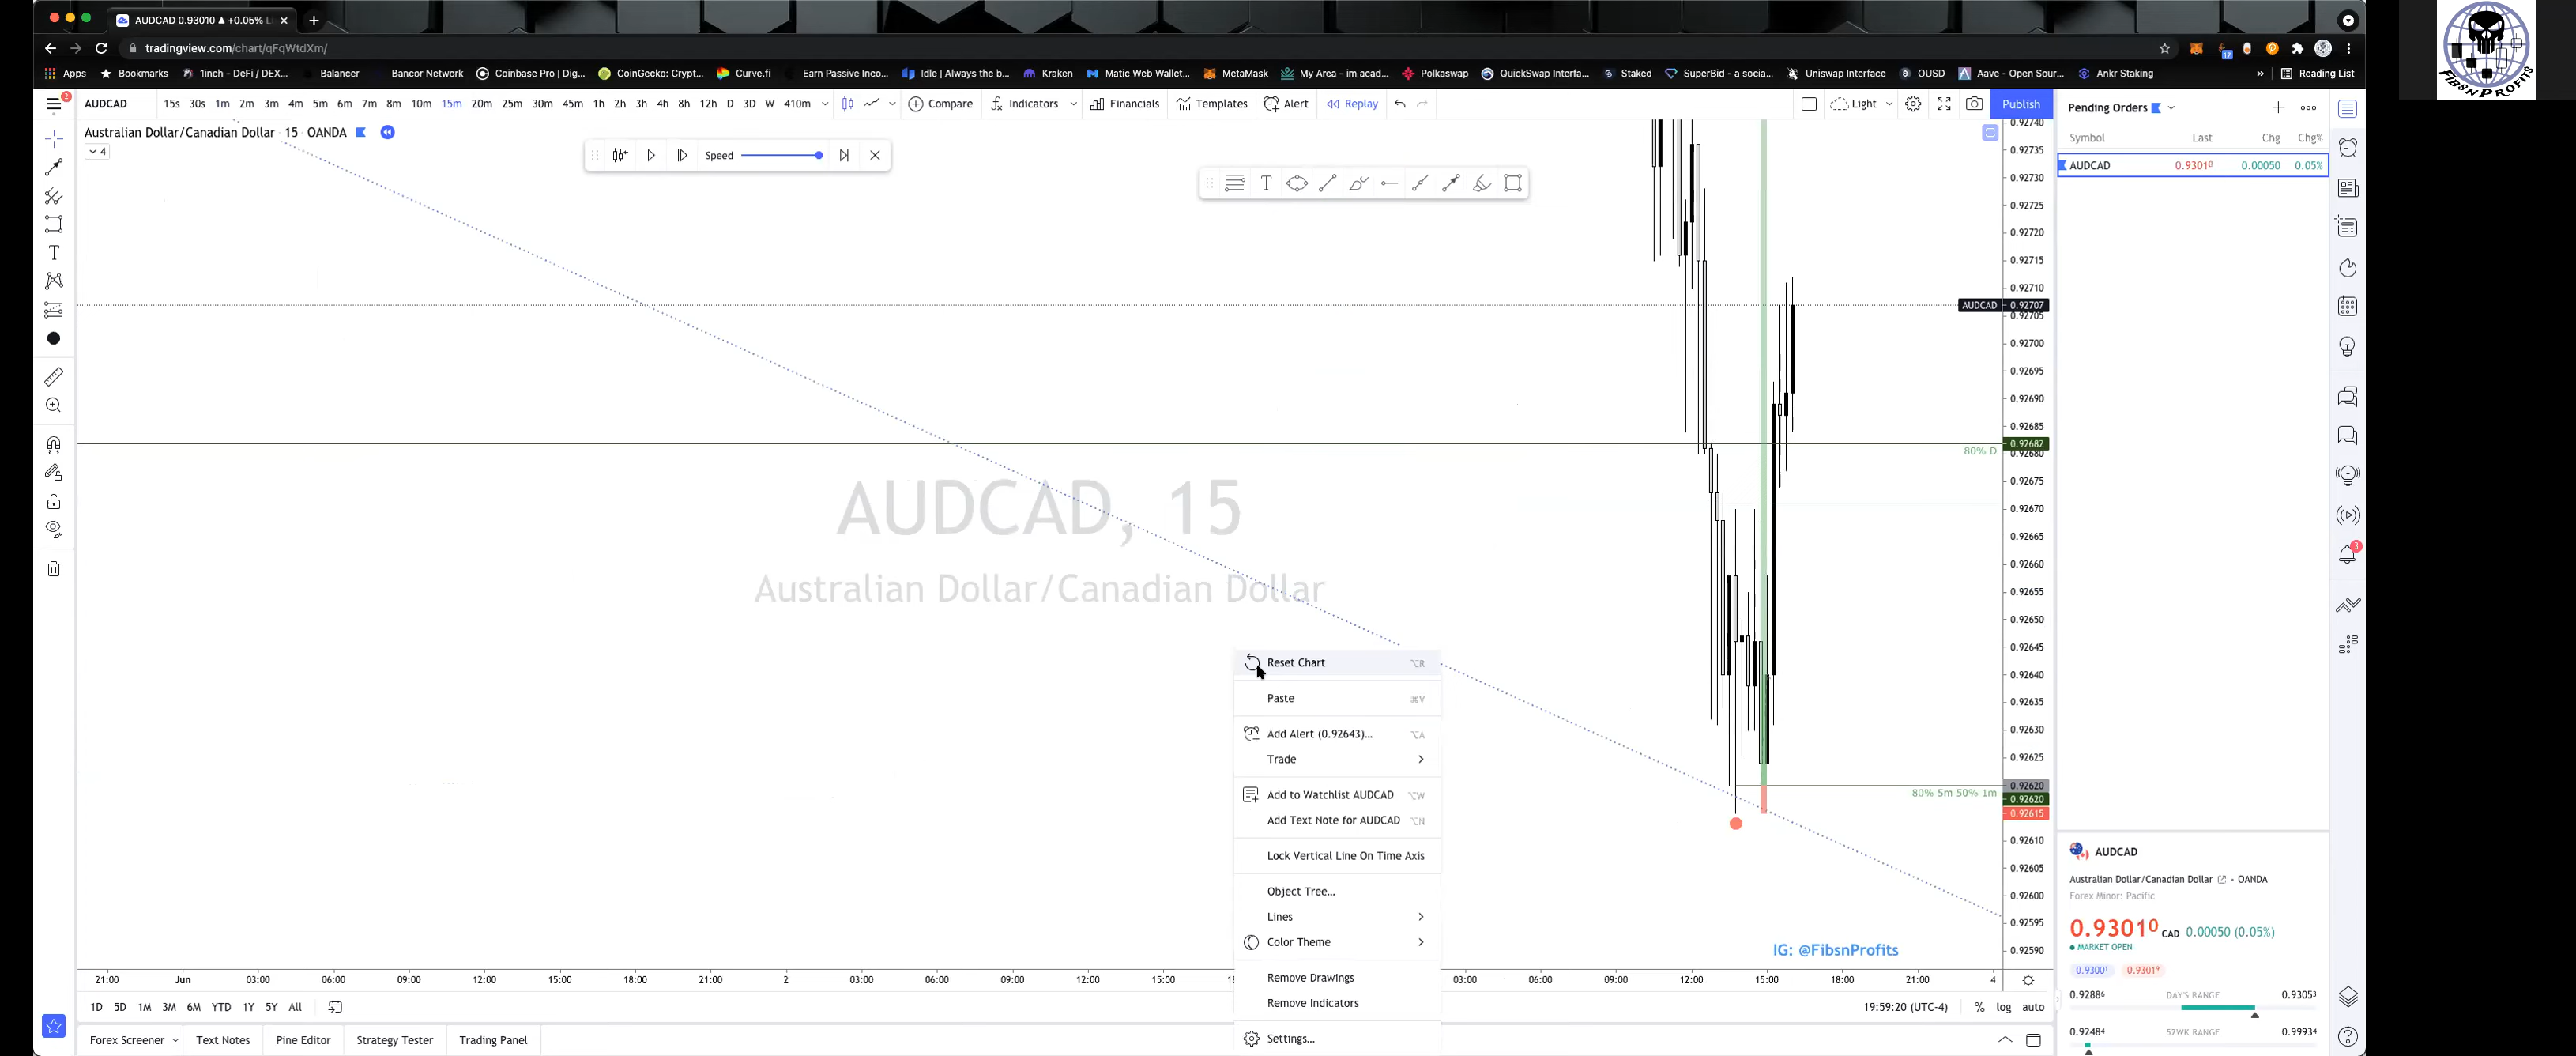 AUDCAD 0.93010 ▲ +0.05% L
tradingview.com/chart/qFqWtdXm/
Apps Bookmarks 1inch - DeFi / DEX... Balancer Bancor Network Coinbase Pro | Dig... CoinGecko: Crypt... Curve.fi Earn Passive Inco... Idle | Always the b... Kraken Matic Web Wallet... MetaMask My Area - im acad... Polkaswap QuickSwap Interfa... Staked SuperBid - a socia... Uniswap Interface OUSD Aave - Open Sour... Ankr Staking » Reading List
FIBSNPROFITS
AUDCAD 15s 30s 1m 2m 3m 4m 5m 6m 7m 8m 10m 15m 20m 25m 30m 45m 1h 2h 3h 4h 8h 12h D 3D W 410m Compare Indicators Financials Templates Alert Replay Light Publish
Pending Orders
Australian Dollar/Canadian Dollar 15 OANDA
4
Speed
Symbol Last Chg Chg%
AUDCAD 0.93010 0.00050 0.05%
0.92740
0.92735
0.92730
0.92725
0.92720
0.92715
0.92710
AUDCAD 0.92707
0.92705
0.92700
0.92695
0.92690
0.92685
0.92682
80% D 0.92680
0.92675
0.92670
0.92665
0.92660
0.92655
0.92650
0.92645
0.92640
0.92635
0.92630
0.92625
0.92620
80% 5m 50% 1m 0.92620
0.92615
0.92610
0.92605
0.92600
0.92595
0.92590
AUDCAD, 15
Australian Dollar/Canadian Dollar
Reset Chart ⌥R
Paste ⌘V
Add Alert (0.92643)... ⌥A
Trade
Add to Watchlist AUDCAD ⌥W
Add Text Note for AUDCAD ⌥N
Lock Vertical Line On Time Axis
Object Tree...
Lines
Color Theme
Remove Drawings
Remove Indicators
Settings...
IG: @FibsnProfits
21:00 Jun 03:00 06:00 09:00 12:00 15:00 18:00 21:00 2 03:00 06:00 09:00 12:00 15:00 18 03:00 06:00 09:00 12:00 15:00 18:00 21:00 4
1D 5D 1M 3M 6M YTD 1Y 5Y All
19:59:20 (UTC-4) % log auto
Forex Screener Text Notes Pine Editor Strategy Tester Trading Panel
AUDCAD
Australian Dollar/Canadian Dollar • OANDA
Forex Minor: Pacific
0.93010 CAD 0.00050 (0.05%)
MARKET OPEN
0.93001 0.93019
0.92886 DAY'S RANGE 0.93053
0.92484 52WK RANGE 0.99934
2
17
3